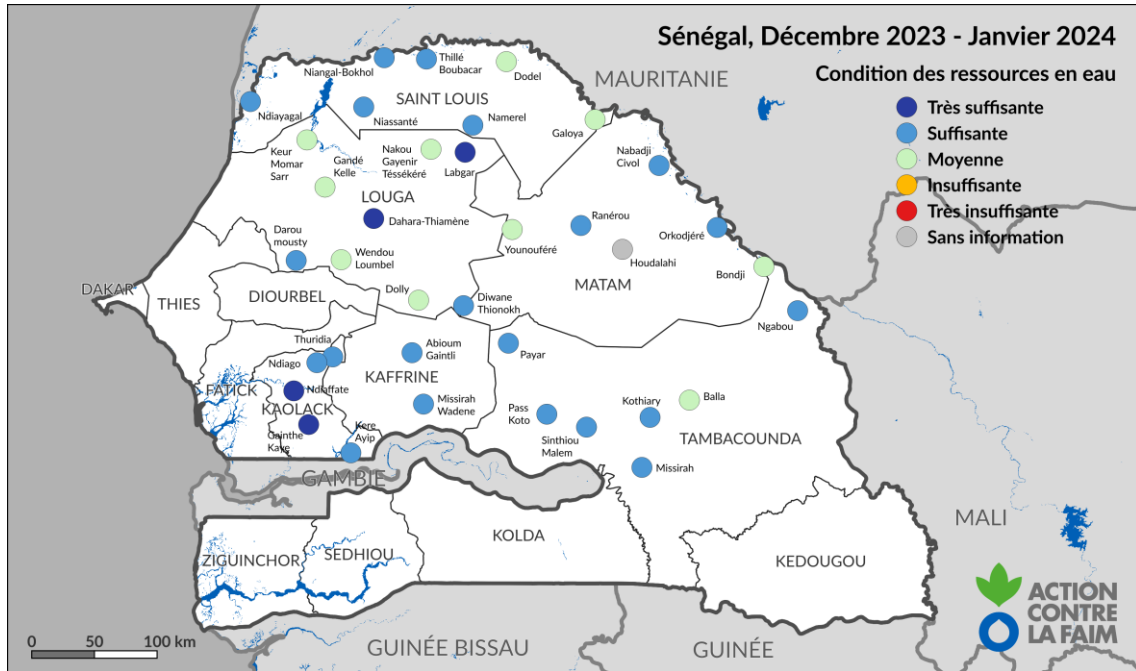 Sénégal, Décembre 2023 - Janvier 2024
Condition des ressources en eau
Très suffisante
Suffisante
Moyenne
Insuffisante
Très insuffisante
Sans information
MAURITANIE
Niangal-Bokhol
Thillé
Boubacar
Dodel
SAINT LOUIS
Ndiayagal
Niassanté
Namerel
Galoya
Keur
Momar
Sarr
Gandé
Kelle
Nakou
Gayenir
Téssékéré
Labgar
Nabadji
Civol
LOUGA
Dahara-Thiamène
Ranérou
Orkodjéré
Darou
mousty
Wendou
Loumbel
Younouféré
Houdalahi
Bondji
MATAM
DAKAR
THIES
DIOURBEL
Dolly
Diwane
Thionokh
Ngabou
Thuridia
Ndiago
Abioum
Gaintli
Payar
KAFFRINE
FATICK
Ndiaffate
KAOLACK
Missirah
Wadene
Balla
Gainthe
Kaye
Kere
Ayip
Pass
Koto
Kothiary
Sinthiou
Malem
TAMBACOUNDA
Missirah
GAMBIE
MALI
KOLDA
ZIGUINCHOR
SEDHIOU
KEDOUGOU
ACTION
CONTRE
LA FAIM
0 50 100 km
GUINÉE BISSAU
GUINÉE